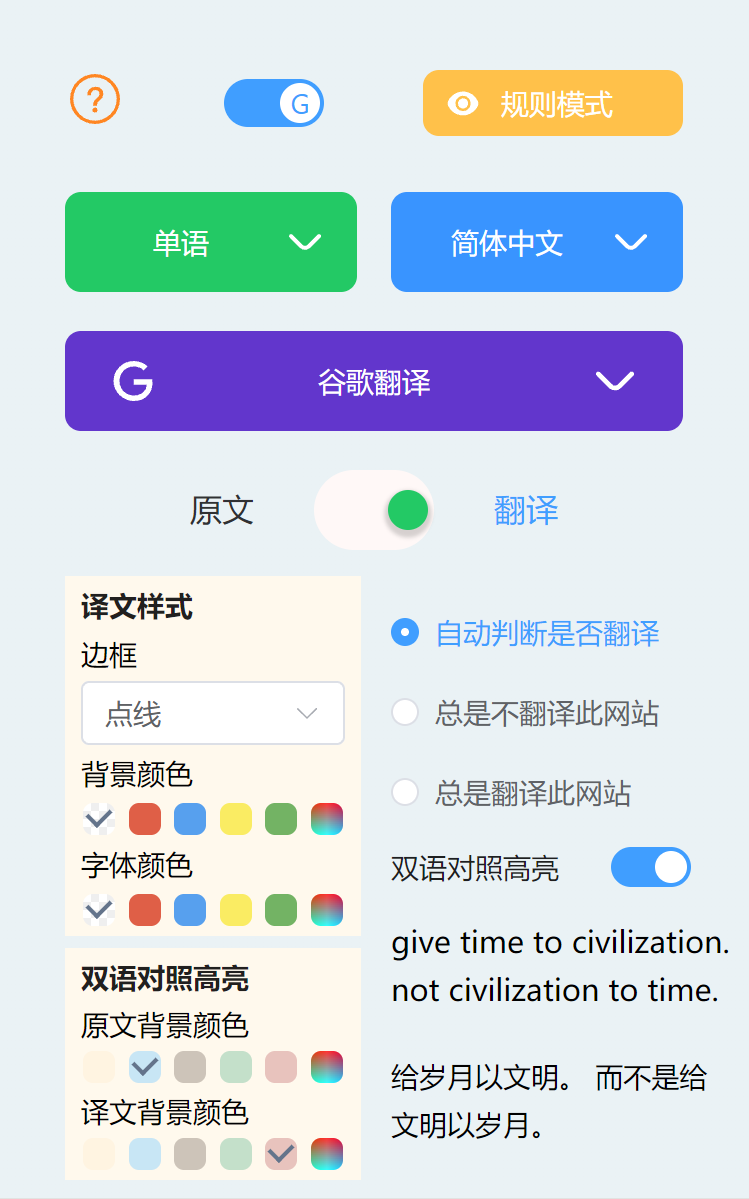 ?
G
规则模式
单语
简体中文
G
谷歌翻译
原文
翻译
译文样式
边框
点线
背景颜色
字体颜色
双语对照高亮
原文背景颜色
译文背景颜色
自动判断是否翻译
总是不翻译此网站
总是翻译此网站
双语对照高亮
give time to civilization.
not civilization to time.
给岁月以文明。 而不是给
文明以岁月。